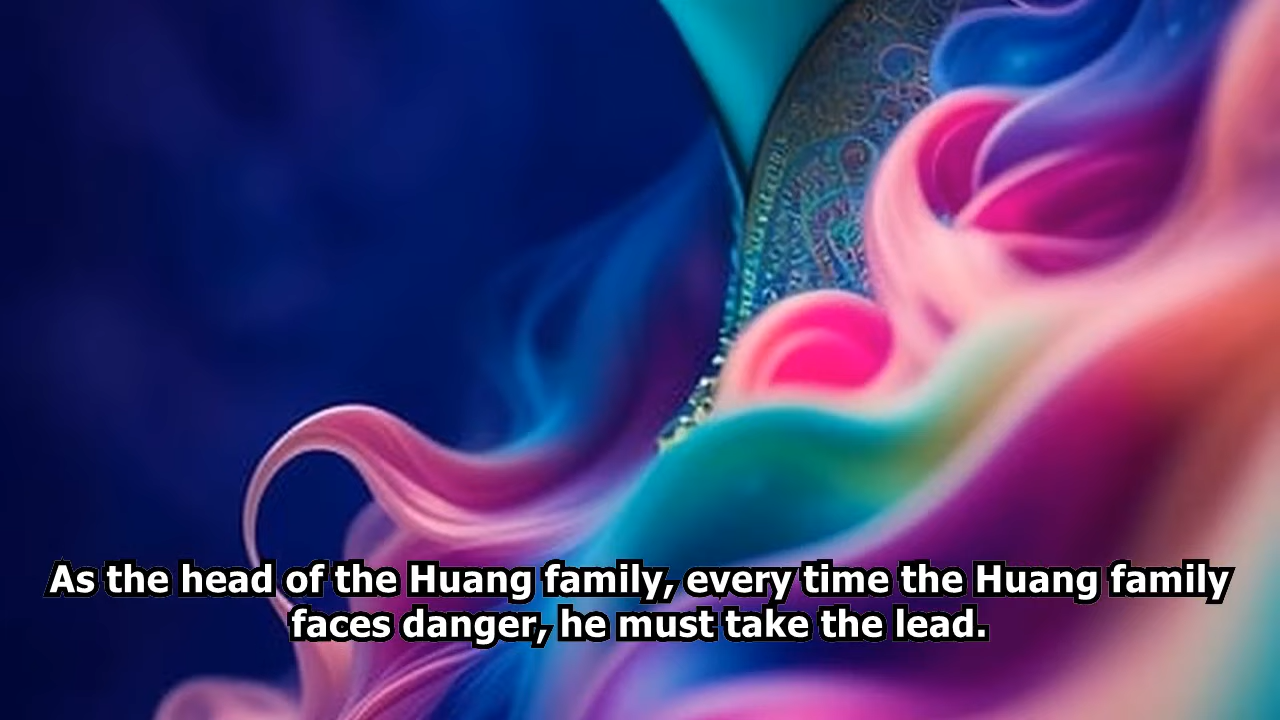 As the head of the Huang family, every time the Huang family
faces danger, he must take the lead.